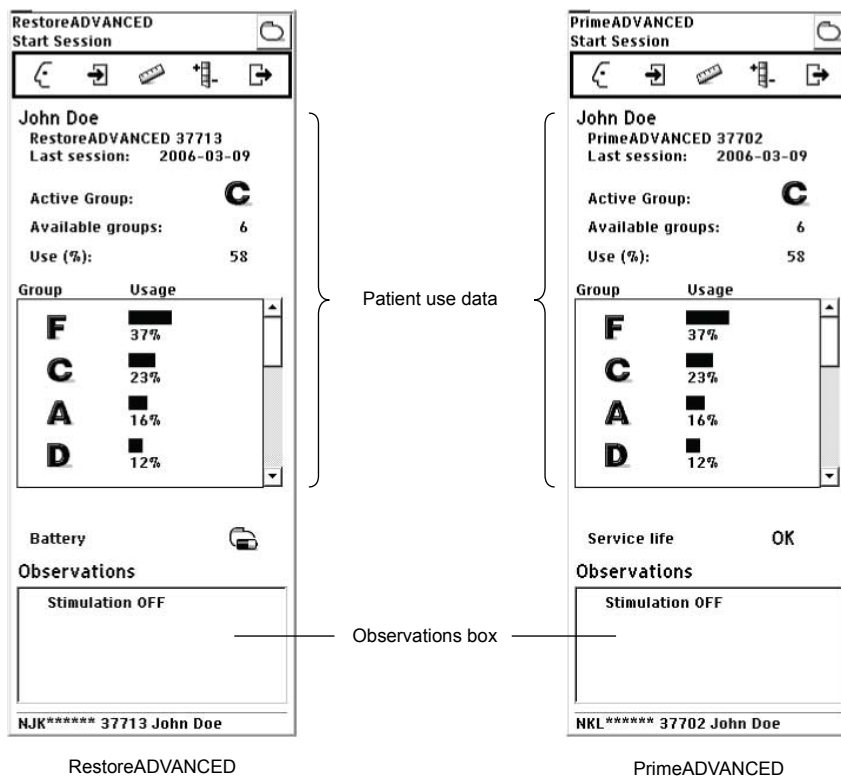 RestoreADVANCED
Start Session
John Doe
RestoreADVANCED 37713
Last session: 2006-03-09
Active Group: C
Available groups: 6
Use (%): 58
Group Usage
F 37%
C 23%
A 16%
D 12%
Battery
Observations
Stimulation OFF
NJK****** 37713 John Doe
RestoreADVANCED
Patient use data
Observations box
PrimeADVANCED
Start Session
John Doe
PrimeADVANCED 37702
Last session: 2006-03-09
Active Group: C
Available groups: 6
Use (%): 58
Group Usage
F 37%
C 23%
A 16%
D 12%
Service life OK
Observations
Stimulation OFF
NKL****** 37702 John Doe
PrimeADVANCED